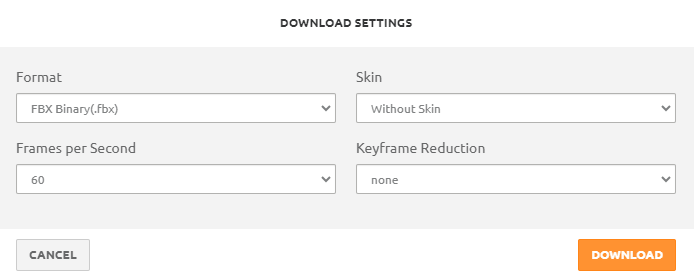 DOWNLOAD SETTINGS
Format
Skin
FBX Binary(.fbx)
Without Skin
Frames per Second
Keyframe Reduction
60
none
CANCEL
DOWNLOAD